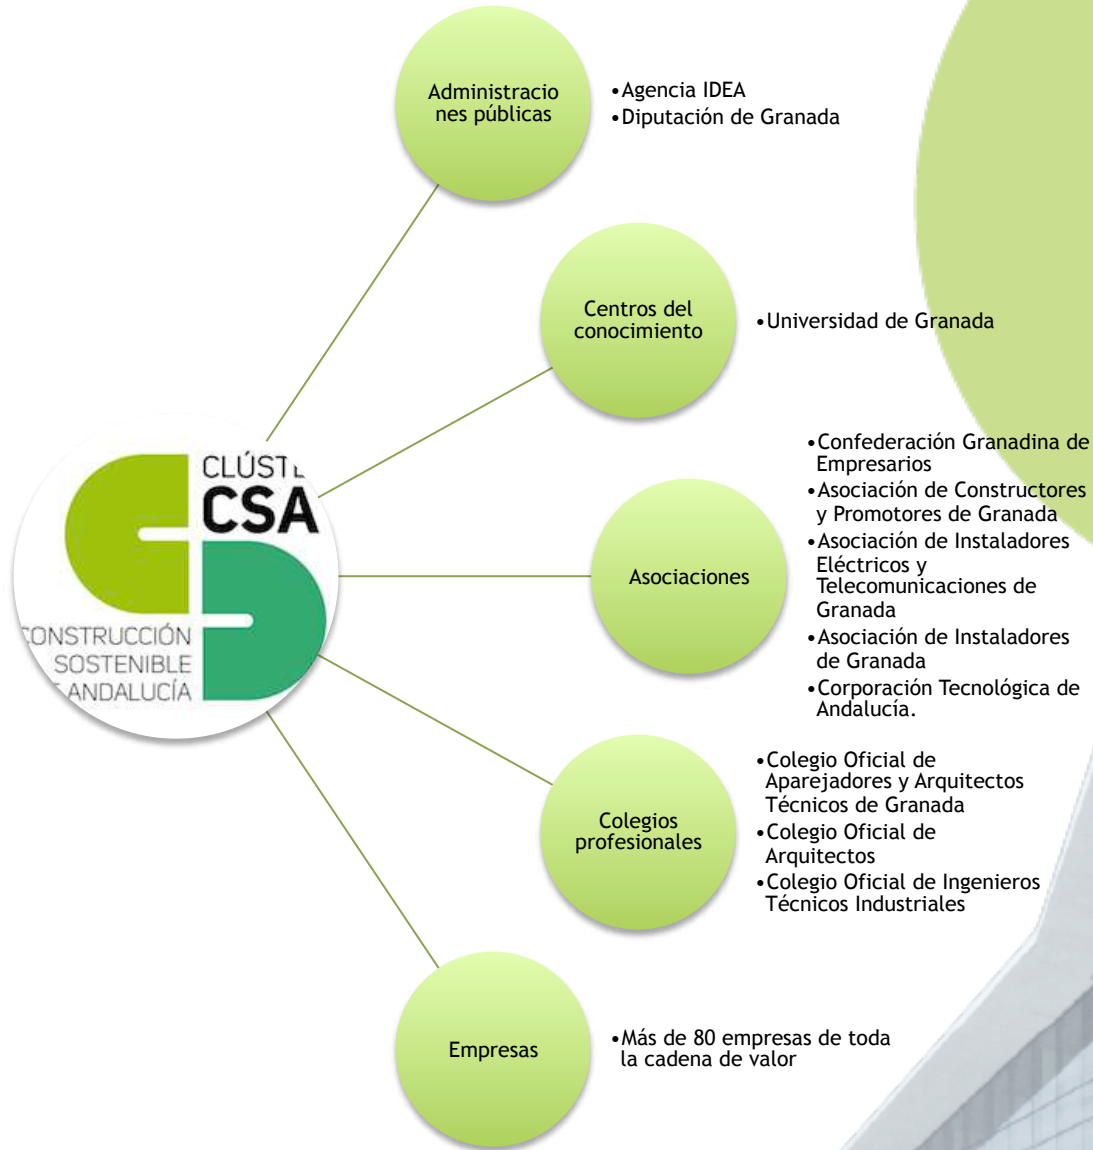 Administracio
nes públicas
•Agencia IDEA
•Diputación de Granada
Centros del
conocimiento
•Universidad de Granada
CLÚSTE
CSA
CONSTRUCCIÓN
SOSTENIBLE
ANDALUCÍA
Asociaciones
•Confederación Granadina de
Empresarios
•Asociación de Constructores
y Promotores de Granada
•Asociación de Instaladores
Eléctricos y
Telecomunicaciones de
Granada
•Asociación de Instaladores
de Granada
•Corporación Tecnológica de
Andalucía.
Colegios
profesionales
•Colegio Oficial de
Aparejadores y Arquitectos
Técnicos de Granada
•Colegio Oficial de
Arquitectos
•Colegio Oficial de Ingenieros
Técnicos Industriales
Empresas
•Más de 80 empresas de toda
la cadena de valor